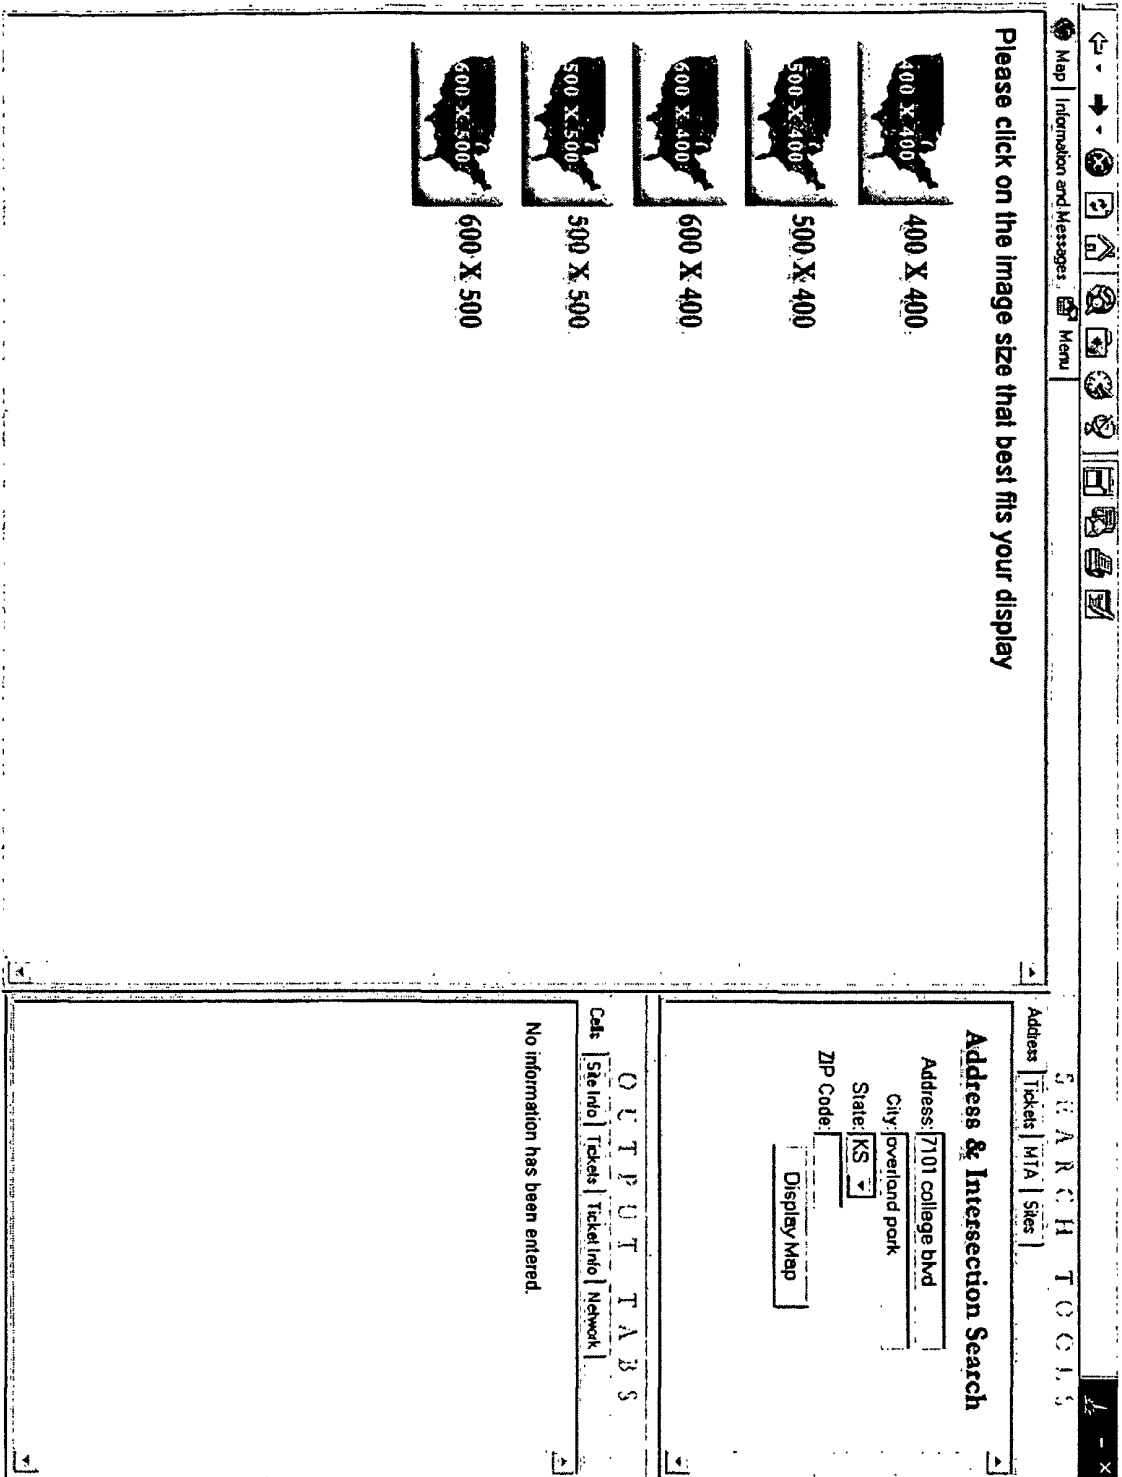 Map | Information and Messages | Menu
Please click on the image size that best fits your display
400 X 400 400 X 400
500 X 400 500 X 400
600 X 400 600 X 400
500 X 500 500 X 500
600 X 500 600 X 500
SEARCH TOOLS
Address | Tickets | MTA | Sites
Address & Intersection Search
Address: 7101 college blvd
City: overland park
State: KS
ZIP Code:
Display Map
OUTPUT TABS
Cells | Site Info | Tickets | Ticket Info | Network
No information has been entered.